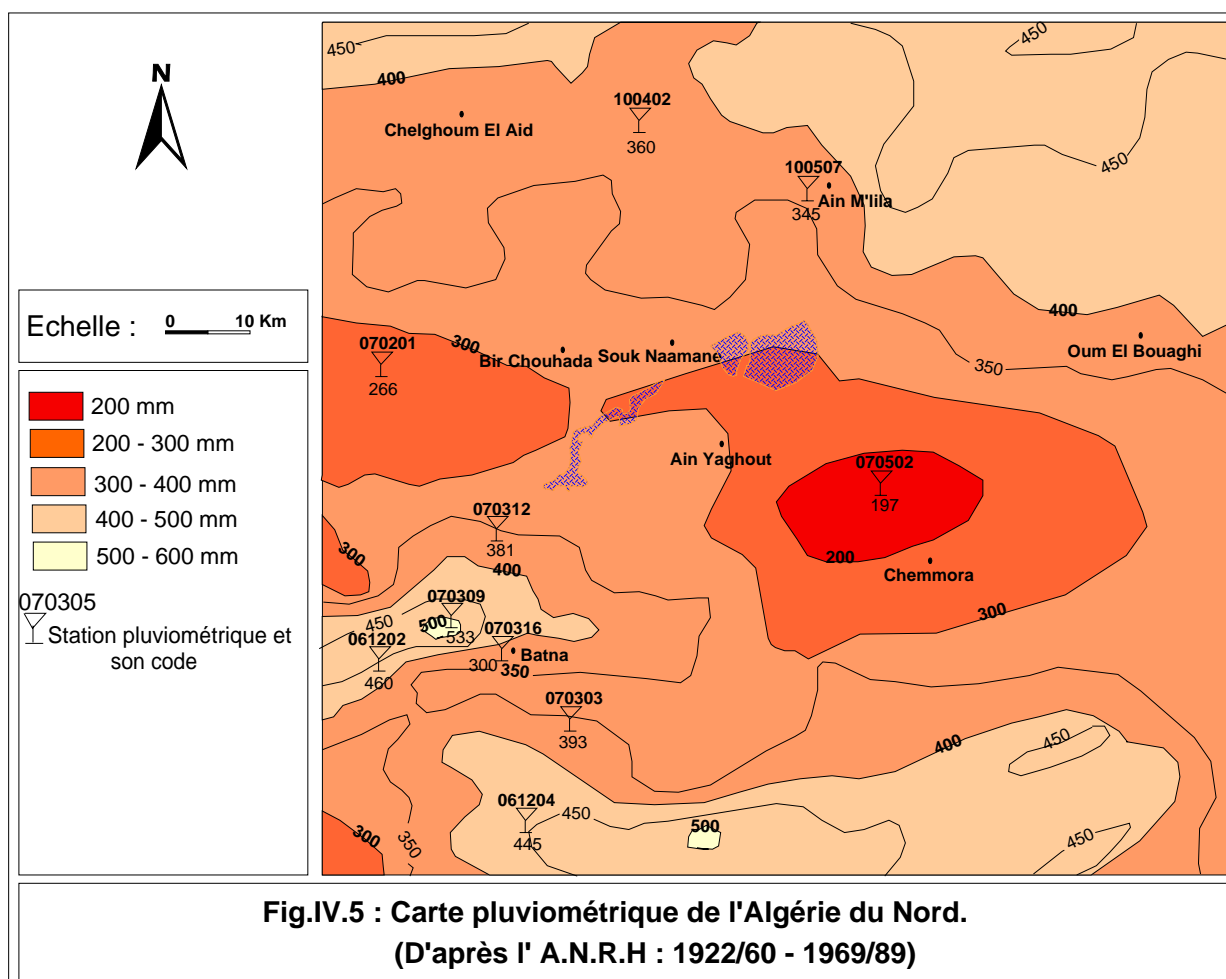 N
Echelle :
0 10 Km
200 mm
200 - 300 mm
300 - 400 mm
400 - 500 mm
500 - 600 mm
070305
Station pluviométrique et
son code
450
450
400
100402
Chelghoum El Aid
360
450
100507
Ain M'lila
345
400
300
070201
Bir Chouhada
Souk Naamane
Oum El Bouaghi
350
266
Ain Yaghout
070502
197
070312
381
300
200
Chemmora
400
070309
300
450
500
533
070316
061202
300
Batna
350
460
070303
393
400
450
061204
450
445
500
300
350
450
Fig.IV.5 : Carte pluviométrique de l'Algérie du Nord.
(D'après l' A.N.R.H : 1922/60 - 1969/89)